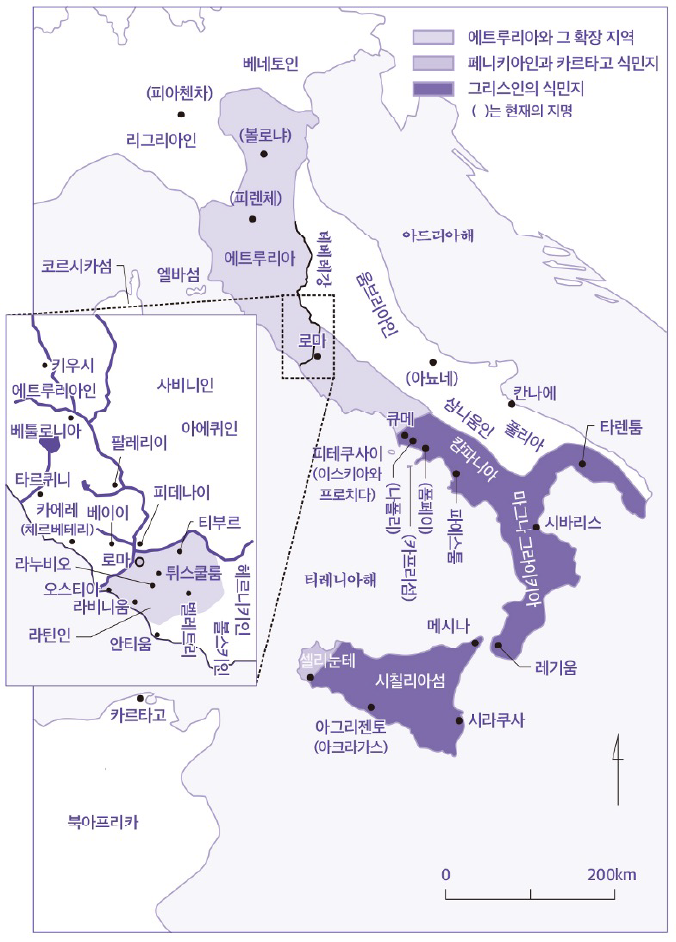 에트루리아와 그 확장 지역
페니키아인과 카르타고 식민지
그리스인의 식민지
( )는 현재의 지명
베네토인
(피아첸차)
리그리아인
(볼로냐)
(피렌체)
에트루리아
테베레강
아드리아해
코르시카섬
엘바섬
움브리아인
로마
(아뇨네)
칸나에
삼니움인
풀리아
타렌툼
큐메
캄파니아
피테쿠사이
(이스키아와
프로치다)
(나폴리)
(카프리섬)
(폼페이)
파에스툼
마그나 그라이키아
시바리스
티레니아해
메시나
레기움
셀리눈테
시칠리아섬
아그리젠토
(아크라가스)
시라쿠사
키우시
에트루리아인
사비니인
아에퀴인
베툴로니아
팔레리이
타르퀴니
카에레
(체르베테리)
베이이
피데나이
티부르
로마
라누비오
튀스쿨룸
오스티아
라비니움
벨레트리
헤르니키인
볼스키인
라틴인
안티움
카르타고
북아프리카
0
200km